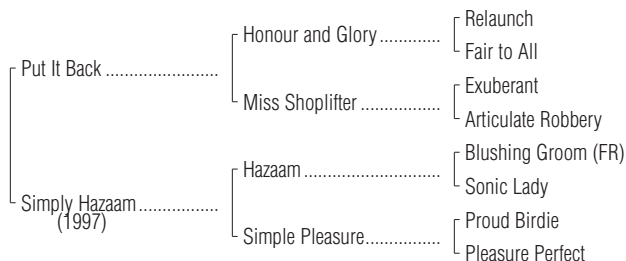 Relaunch
Honour and Glory .............
Fair to All
Put It Back ........................
Exuberant
Miss Shoplifter .................
Articulate Robbery
Blushing Groom (FR)
Hazaam .............................
Sonic Lady
Simply Hazaam .................
(1997)
Proud Birdie
Simple Pleasure................
Pleasure Perfect